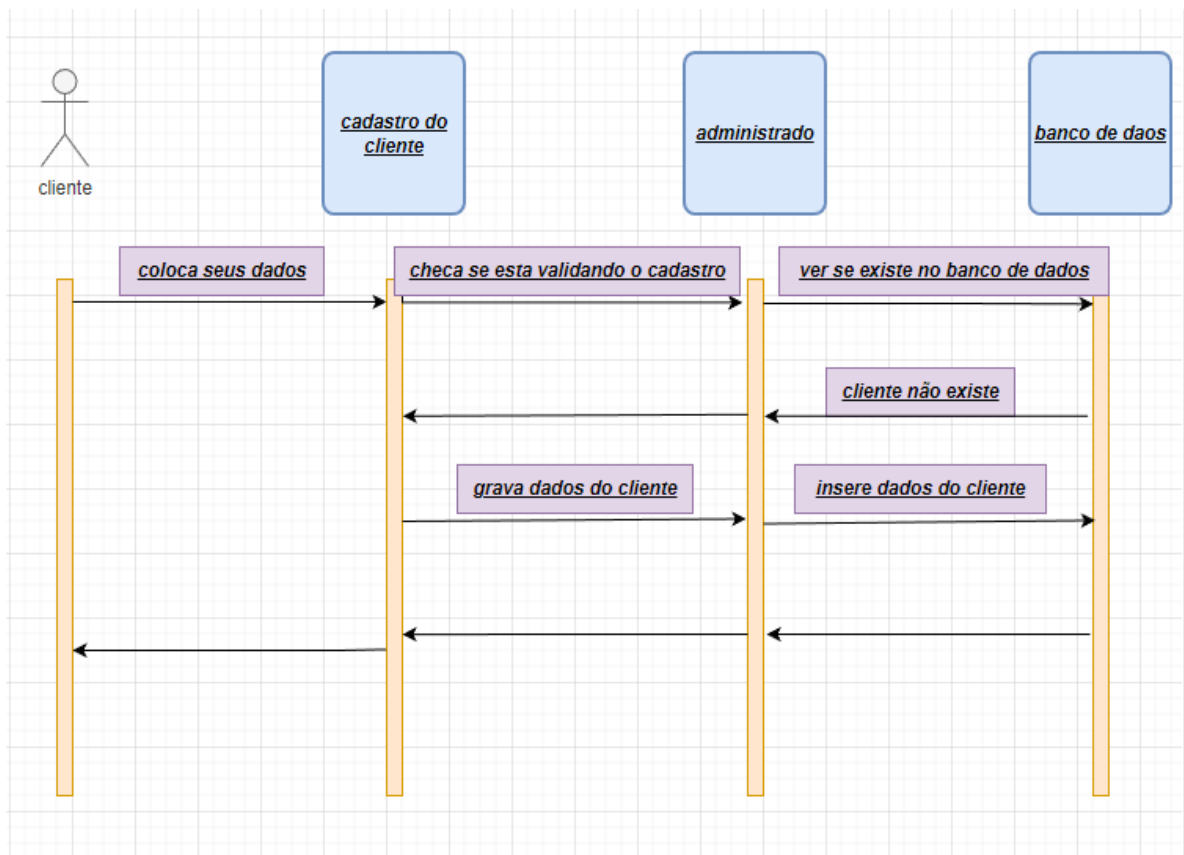 cadastro do
cliente
administrado
banco de daos
cliente
coloca seus dados
checa se esta validando o cadastro
ver se existe no banco de dados
cliente não existe
grava dados do cliente
insere dados do cliente